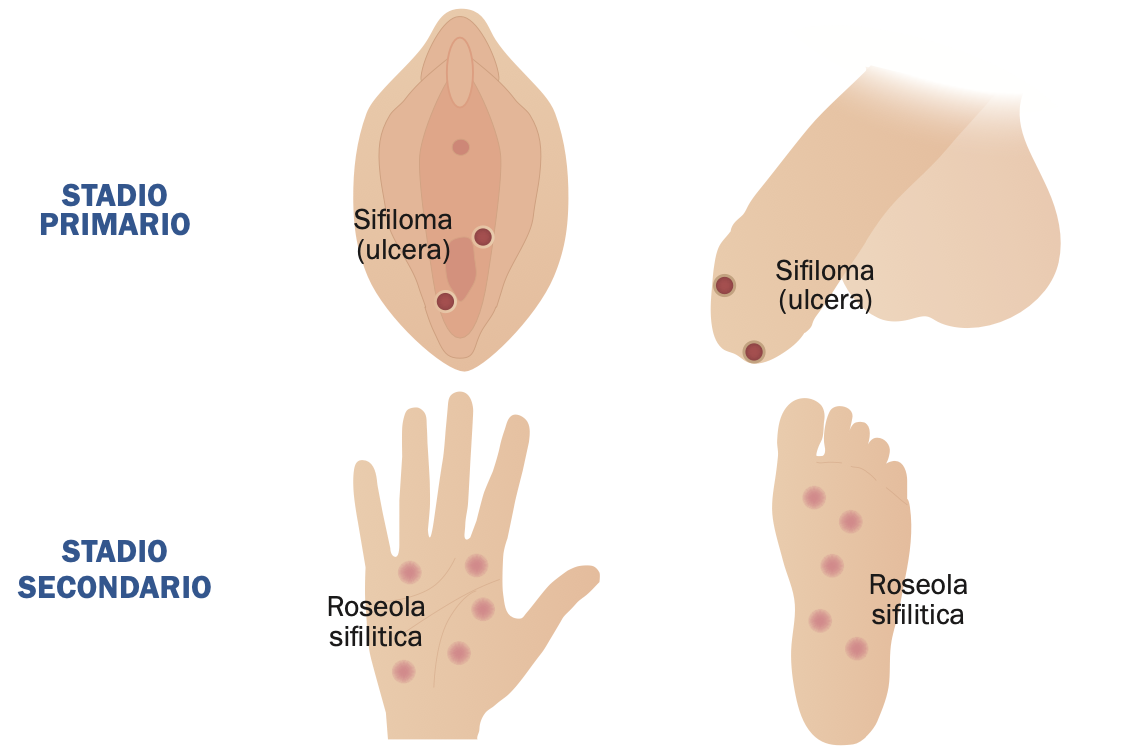 STADIO
PRIMARIO
Sifiloma
(ulcera)
Sifiloma
(ulcera)
STADIO
SECONDARIO
Roseola
sifilitica
Roseola
sifilitica